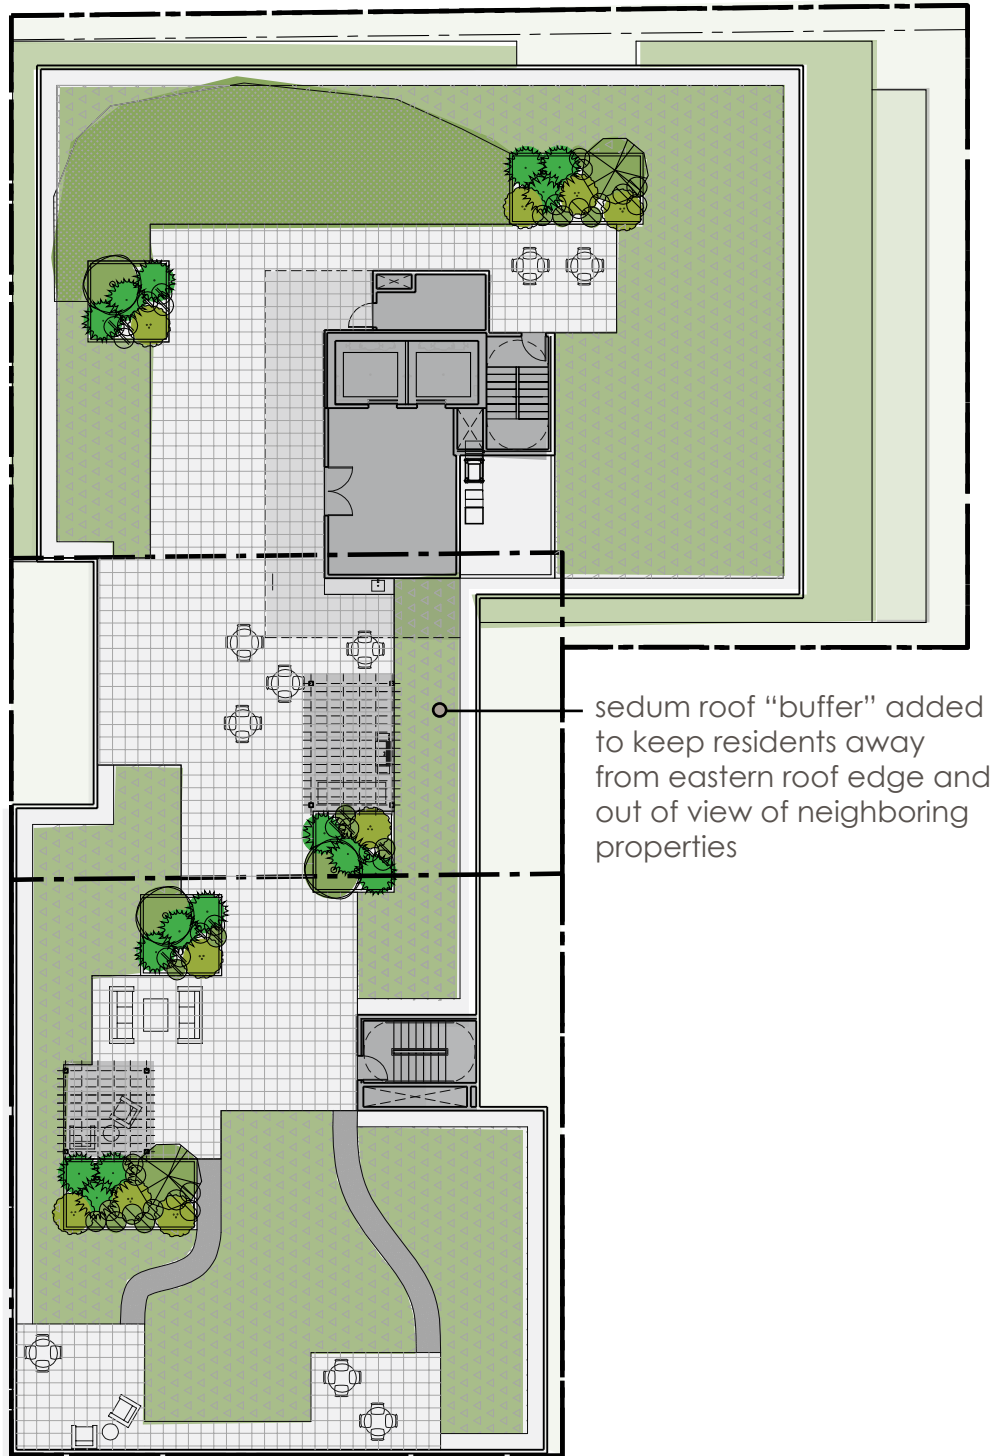 sedum roof “buffer” added
to keep residents away
from eastern roof edge and
out of view of neighboring
properties